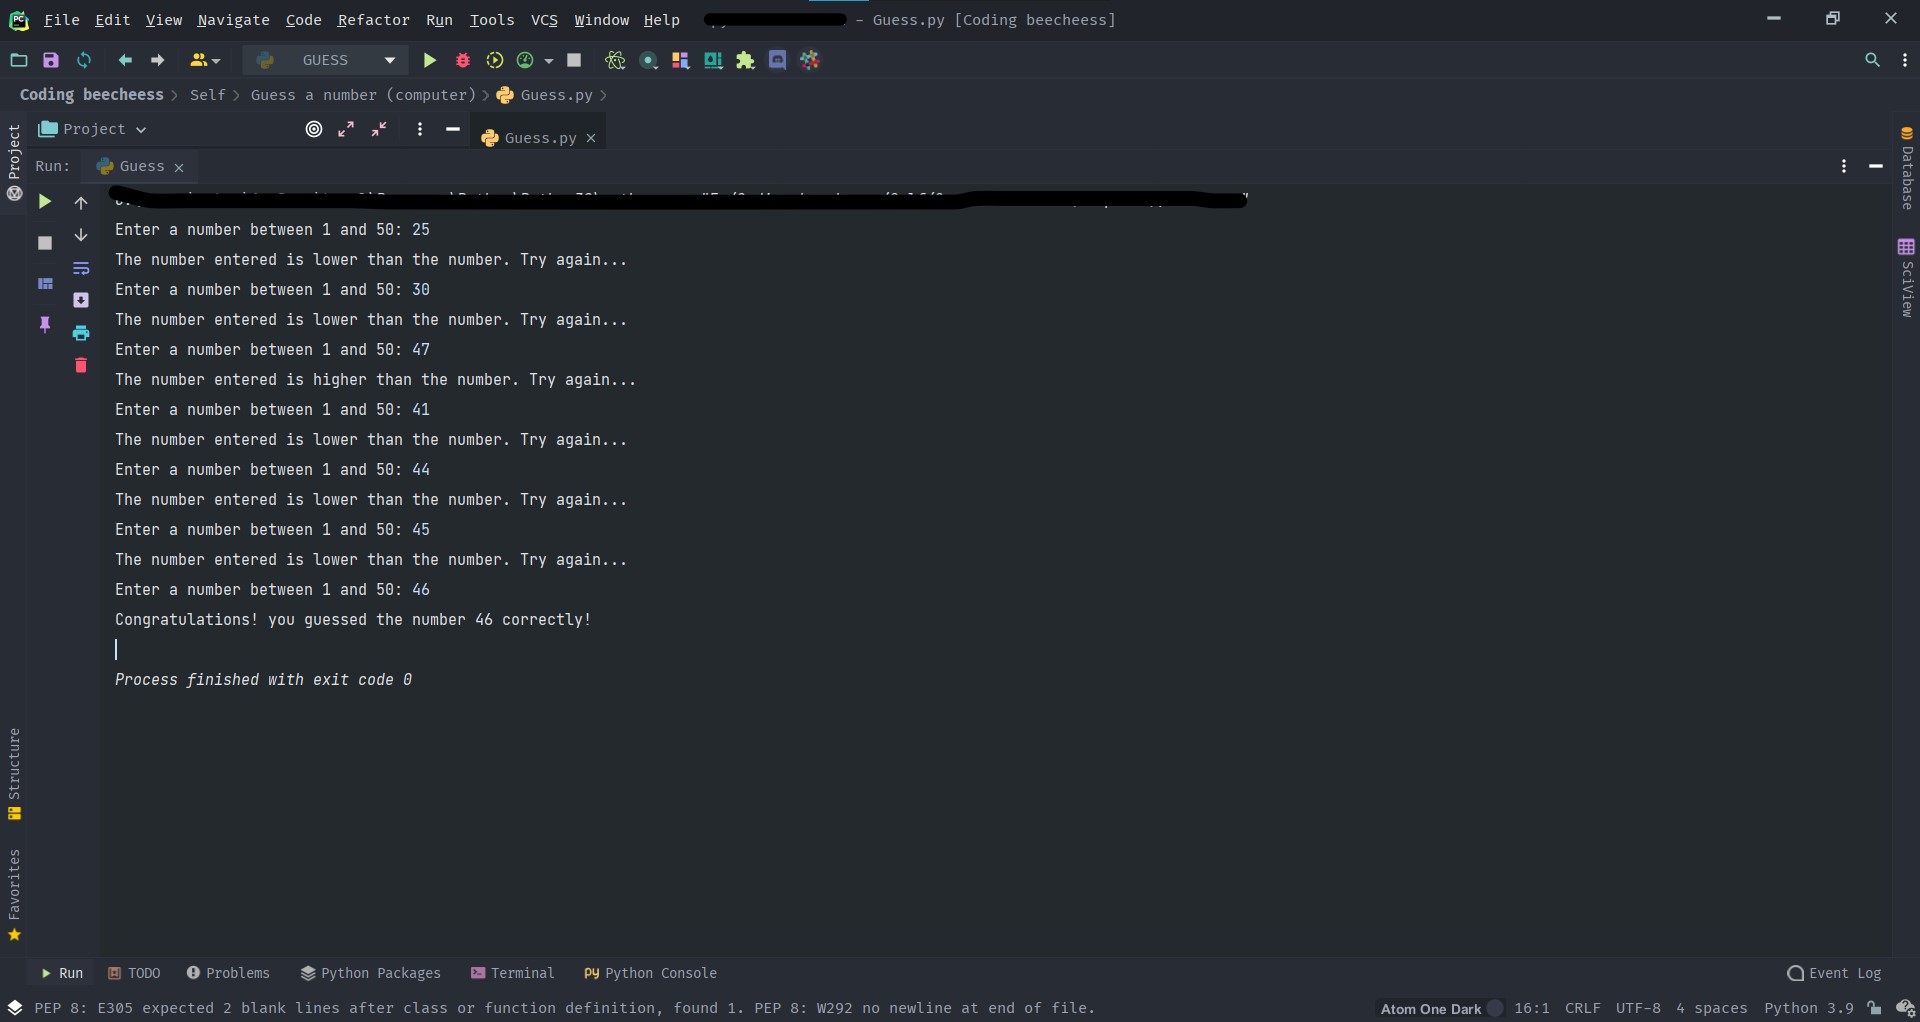 File Edit View Navigate Code Refactor Run Tools VCS Window Help - Guess.py [Coding beecheess]
GUESS
Coding beecheess Self Guess a number (computer) Guess.py
Project
Project
Guess.py
Run: Guess
Enter a number between 1 and 50: 25
The number entered is lower than the number. Try again...
Enter a number between 1 and 50: 30
The number entered is lower than the number. Try again...
Enter a number between 1 and 50: 47
The number entered is higher than the number. Try again...
Enter a number between 1 and 50: 41
The number entered is lower than the number. Try again...
Enter a number between 1 and 50: 44
The number entered is lower than the number. Try again...
Enter a number between 1 and 50: 45
The number entered is lower than the number. Try again...
Enter a number between 1 and 50: 46
Congratulations! you guessed the number 46 correctly!
Process finished with exit code 0
Database
SciView
Structure
Favorites
Run TODO Problems Python Packages Terminal Python Console Event Log
PEP 8: E305 expected 2 blank lines after class or function definition, found 1. PEP 8: W292 no newline at end of file. Atom One Dark 16:1 CRLF UTF-8 4 spaces Python 3.9